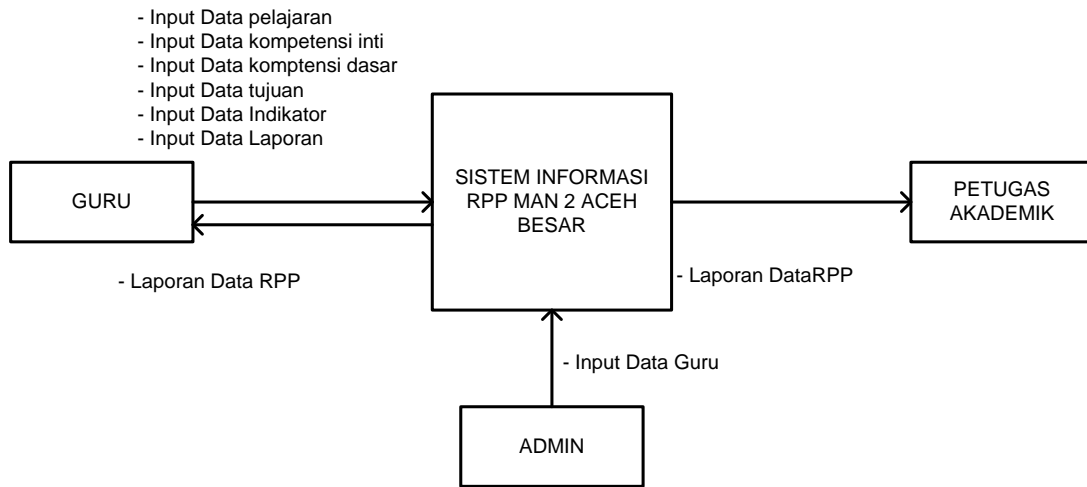 - Input Data pelajaran
- Input Data kompetensi inti
- Input Data komptensi dasar
- Input Data tujuan
- Input Data Indikator
- Input Data Laporan
GURU
SISTEM INFORMASI
RPP MAN 2 ACEH
BESAR
PETUGAS
AKADEMIK
- Laporan Data RPP
- Laporan DataRPP
- Input Data Guru
ADMIN